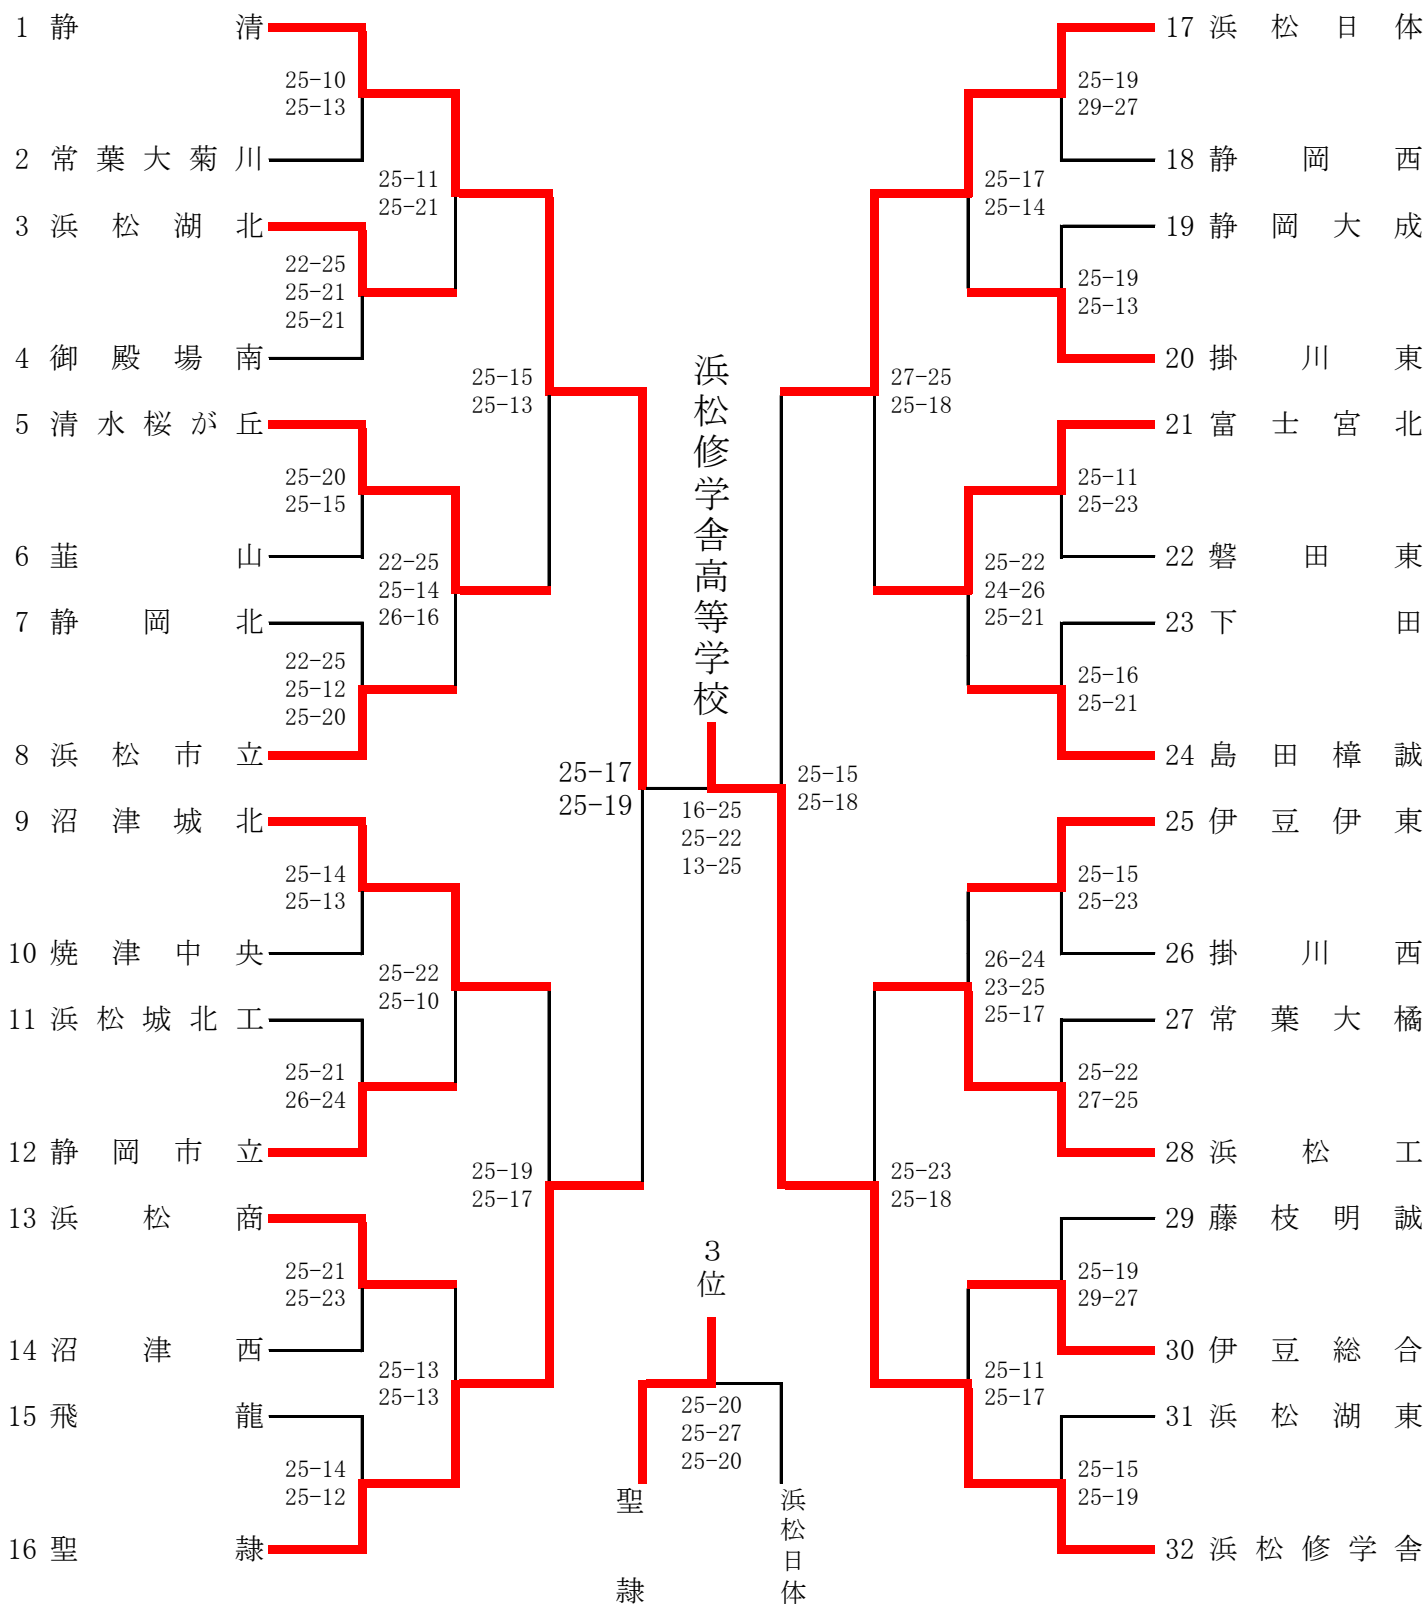 1 静清
25-10
25-13
2 常葉大菊川
25-11
25-21
3 浜松湖北
22-25
25-21
25-21
4 御殿場南
25-15
25-13
5 清水桜が丘
25-20
25-15
6 韮山
22-25
25-14
26-16
7 静岡北
22-25
25-12
25-20
8 浜松市立
25-17
25-19
9 沼津城北
25-14
25-13
10 焼津中央
25-22
25-10
11 浜松城北工
25-21
26-24
12 静岡市立
25-19
25-17
13 浜松商
25-21
25-23
14 沼津西
25-13
25-13
15 飛龍
25-14
25-12
16 聖隷
浜松修学舎高等学校
16-25
25-22
13-25
3位
25-20
25-27
25-20
聖隷
浜松日体
17 浜松日体
25-19
29-27
18 静岡西
25-17
25-14
19 静岡大成
25-19
25-13
20 掛川東
27-25
25-18
21 富士宮北
25-11
25-23
22 磐田東
25-22
24-26
25-21
23 下田
25-16
25-21
24 島田樟誠
25-15
25-18
25 伊豆伊東
25-15
25-23
26 掛川西
26-24
23-25
25-17
27 常葉大橘
25-22
27-25
28 浜松工
25-23
25-18
29 藤枝明誠
25-19
29-27
30 伊豆総合
25-11
25-17
31 浜松湖東
25-15
25-19
32 浜松修学舎